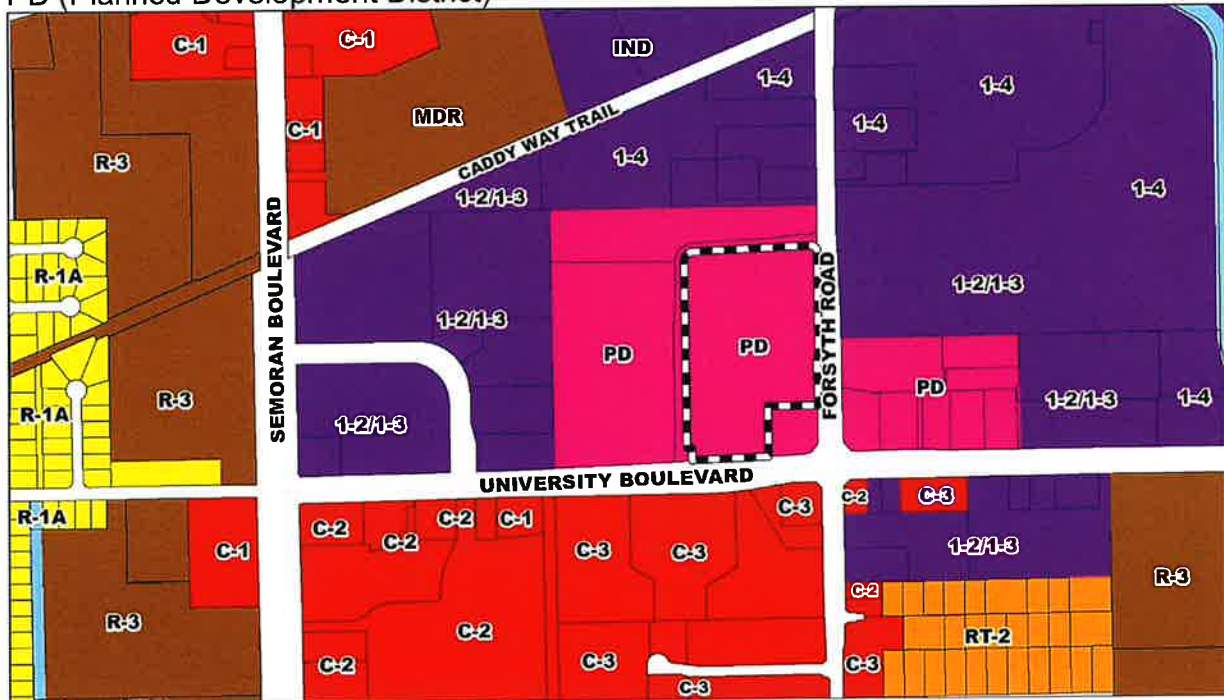 PD (Planned Development District)
C-1
C-1
IND
1-4
1-4
MDR
C-1
1-4
R-3
CADDY WAY TRAIL
1-4
1-2/1-3
1-4
SEMORAN BOULEVARD
R-1A
FORSYTH ROAD
1-2/1-3
1-2/1-3
PD
PD
PD
R-1A
R-3
1-2/1-3
1-2/1-3
1-4
UNIVERSITY BOULEVARD
R-1A
C-2
C-2
C-2
C-1
C-3
C-2
C-3
C-1
C-3
C-3
1-2/1-3
R-3
C-2
R-3
C-2
RT-2
C-2
C-3
C-3
C-3